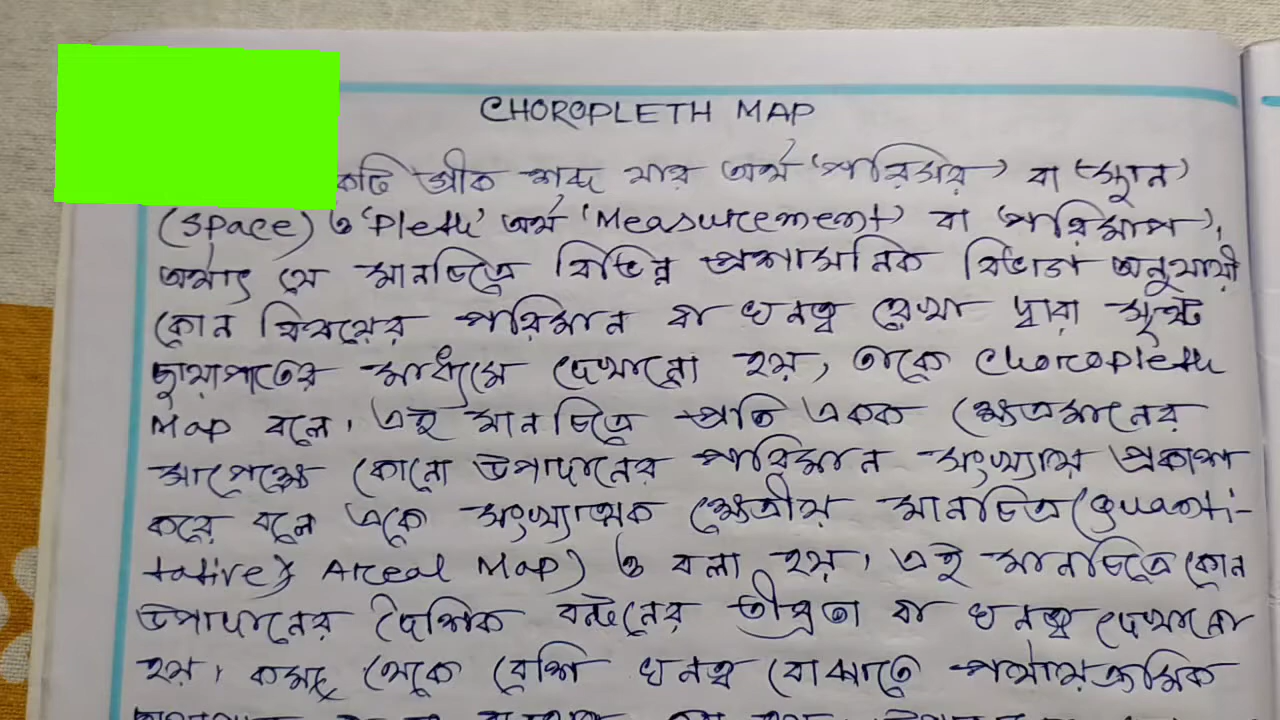 CHOROPLETH MAP
কটি গ্রীক শব্দ যার অর্থ 'পরিসর' বা 'স্থান'
(Space) ও 'Pleth' অর্থ 'Measurement' বা 'পরিমাপ',
অর্থাৎ যে মানচিত্রে বিভিন্ন প্রশাসনিক বিভাগ অনুযায়ী
কোন বিষয়ের পরিমান বা ঘনত্ব রেখা দ্বারা সৃষ্ট
ছায়াপাতের মাধ্যমে দেখানো হয়, তাকে Choropleth
Map বলে। এই মানচিত্রে প্রতি একক ক্ষেত্রমানের
সাপেক্ষে কোনো উপাদানের পরিমান সংখ্যায় প্রকাশ
করে বলে একে সংখ্যাত্মক ক্ষেত্রীয় মানচিত্র (Quanti-
tative Areal Map) ও বলা হয়। এই মানচিত্রে কোন
উপাদানের দৈশিক বন্টনের তীব্রতা বা ঘনত্ব দেখানো
হয়। কম থেকে বেশি ঘনত্ব বোঝাতে পর্যায়ক্রমিক